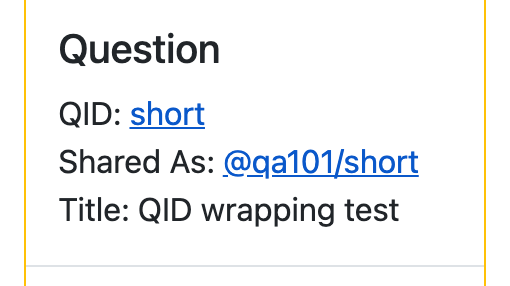 Question
QID: short
Shared As: @qa101/short
Title: QID wrapping test